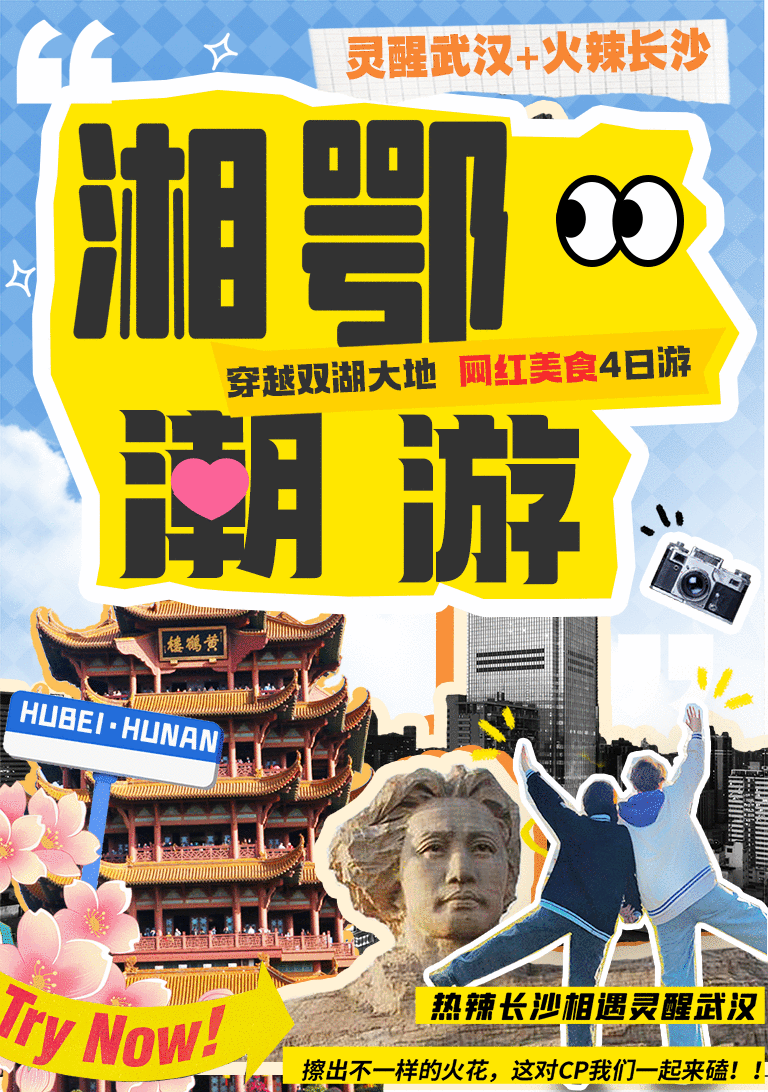 灵醒武汉+火辣长沙
湘鄂
穿越双湖大地 网红美食4日游
潮游
黄鹤楼
HUBEI·HUNAN
Try Now!
热辣长沙相遇灵醒武汉
擦出不一样的火花，这对CP我们一起来磕！！